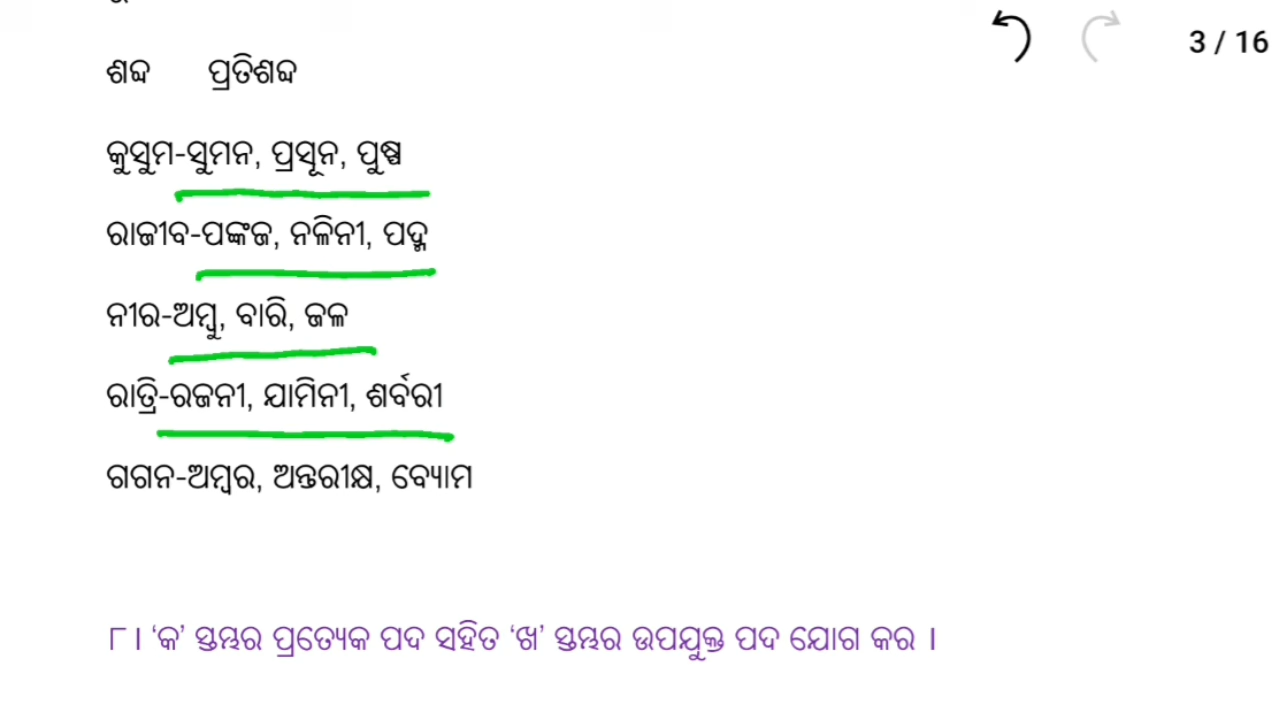 3 / 16
ଶବ୍ଦ ପ୍ରତିଶବ୍ଦ
କୁସୁମ-ସୁମନ, ପ୍ରସୂନ, ପୁଷ୍ପ
ରାଜୀବ-ପଙ୍କଜ, ନଳିନୀ, ପଦ୍ମ
ନୀର-ଅମ୍ବୁ, ବାରି, ଜଳ
ରାତ୍ରି-ରଜନୀ, ଯାମିନୀ, ଶର୍ବରୀ
ଗଗନ-ଅମ୍ବର, ଅନ୍ତରୀକ୍ଷ, ବ୍ୟୋମ
୮। ‘କ’ ସ୍ତମ୍ଭର ପ୍ରତ୍ୟେକ ପଦ ସହିତ ‘ଖ’ ସ୍ତମ୍ଭର ଉପଯୁକ୍ତ ପଦ ଯୋଗ କର ।